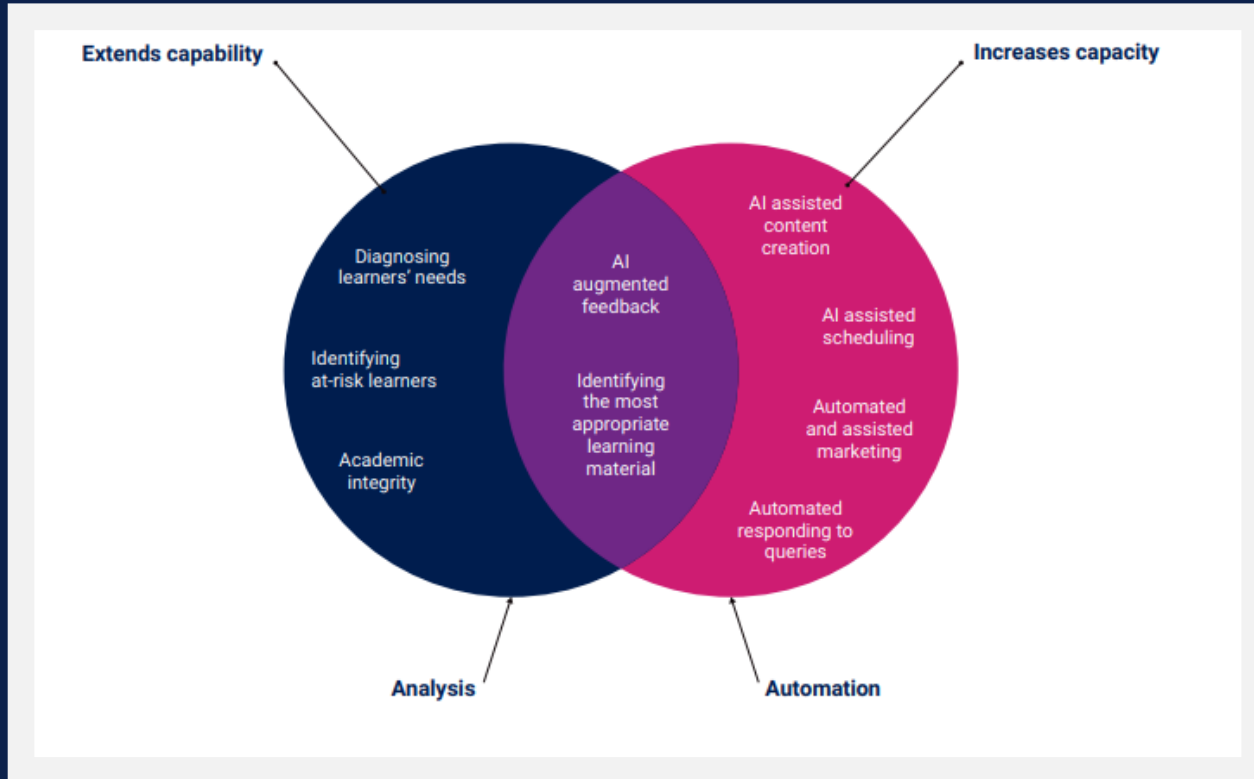 Extends capability
Increases capacity
Diagnosing
learners’ needs
Identifying
at-risk learners
Academic
integrity
AI
augmented
feedback
Identifying
the most
appropriate
learning
material
AI assisted
content
creation
AI assisted
scheduling
Automated
and assisted
marketing
Automated
responding to
queries
Analysis
Automation